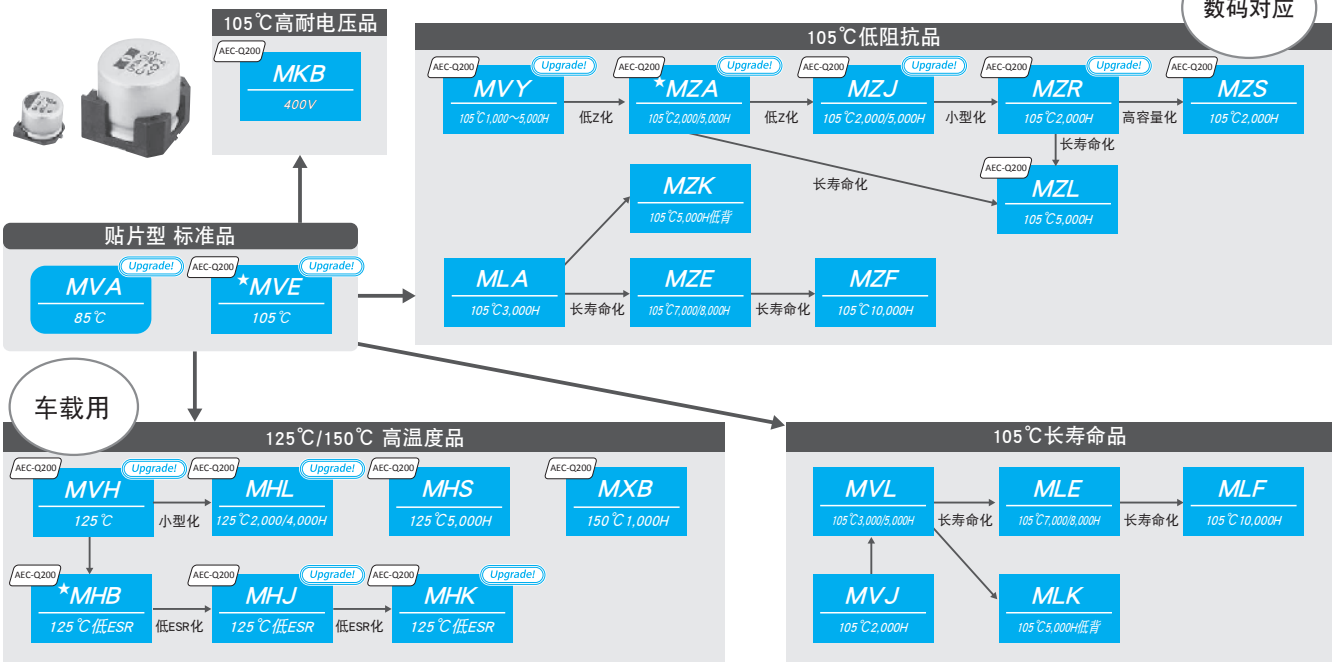 数码对应
105℃高耐电压品
AEC-Q200
MKB
400V
105℃低阻抗品
AEC-Q200
Upgrade!
MVY
105℃1,000～5,000H
低Z化
AEC-Q200
Upgrade!
★MZA
105℃2,000/5,000H
低Z化
AEC-Q200
Upgrade!
MZJ
105℃2,000/5,000H
小型化
AEC-Q200
Upgrade!
MZR
105℃2,000H
高容量化
AEC-Q200
MZS
105℃2,000H
长寿命化
长寿命化
AEC-Q200
MZL
105℃5,000H
MZK
105℃5,000H低背
MLA
105℃3,000H
长寿命化
MZE
105℃7,000/8,000H
长寿命化
MZF
105℃10,000H
贴片型 标准品
Upgrade!
MVA
85℃
AEC-Q200
Upgrade!
★MVE
105℃
车载用
125℃/150℃ 高温度品
AEC-Q200
Upgrade!
MVH
125℃
小型化
AEC-Q200
Upgrade!
MHL
125℃2,000/4,000H
AEC-Q200
MHS
125℃5,000H
AEC-Q200
MXB
150℃1,000H
AEC-Q200
★MHB
125℃低ESR
低ESR化
AEC-Q200
Upgrade!
MHJ
125℃低ESR
低ESR化
AEC-Q200
Upgrade!
MHK
125℃低ESR
105℃长寿命品
MVL
105℃3,000/5,000H
长寿命化
MLE
105℃7,000/8,000H
长寿命化
MLF
105℃10,000H
MVJ
105℃2,000H
MLK
105℃5,000H低背